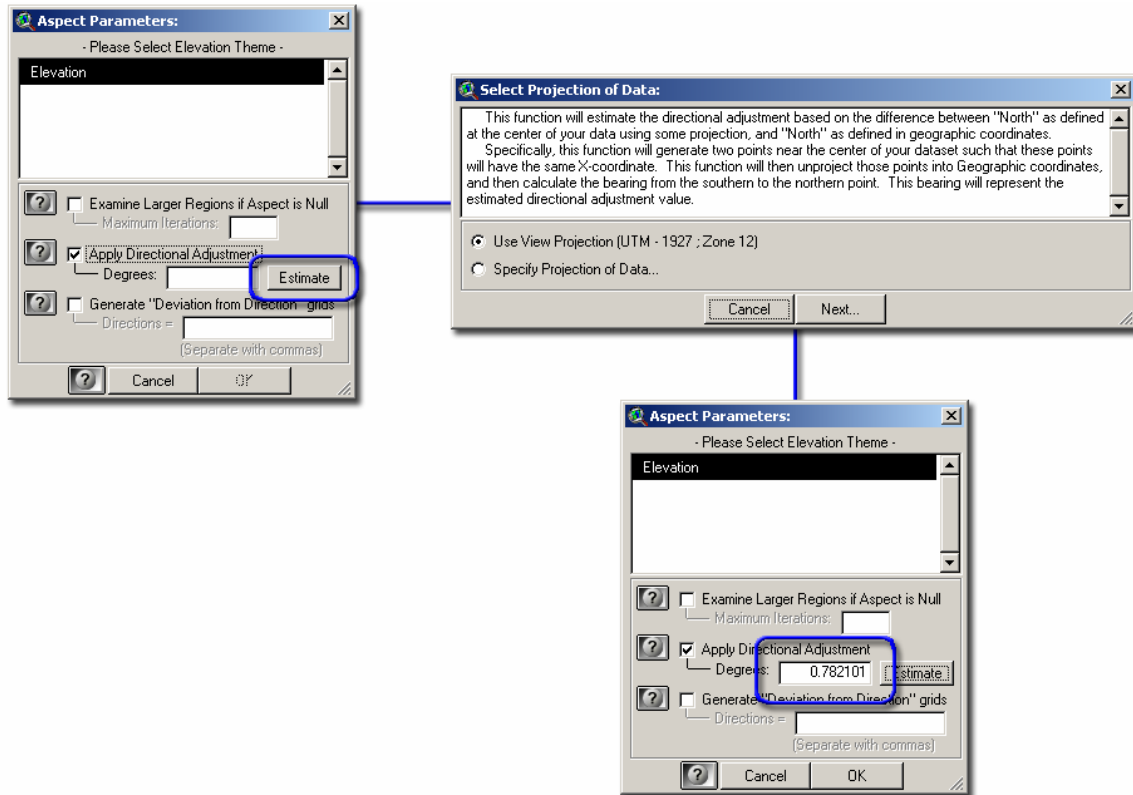 Aspect Parameters:
- Please Select Elevation Theme -
Elevation
Examine Larger Regions if Aspect is Null
Maximum Iterations:
Apply Directional Adjustment
Degrees:
Estimate
Generate "Deviation from Direction" grids
Directions =
(Separate with commas)
Cancel
OK
Select Projection of Data:
This function will estimate the directional adjustment based on the difference between "North" as defined
at the center of your data using some projection, and "North" as defined in geographic coordinates.
Specifically, this function will generate two points near the center of your dataset such that these points
will have the same X-coordinate. This function will then unproject those points into Geographic coordinates,
and then calculate the bearing from the southern to the northern point. This bearing will represent the
estimated directional adjustment value.
Use View Projection (UTM - 1927 ; Zone 12)
Specify Projection of Data...
Cancel
Next...
Aspect Parameters:
- Please Select Elevation Theme -
Elevation
Examine Larger Regions if Aspect is Null
Maximum Iterations:
Apply Directional Adjustment
Degrees:
0.782101
Estimate
Generate "Deviation from Direction" grids
Directions =
(Separate with commas)
Cancel
OK